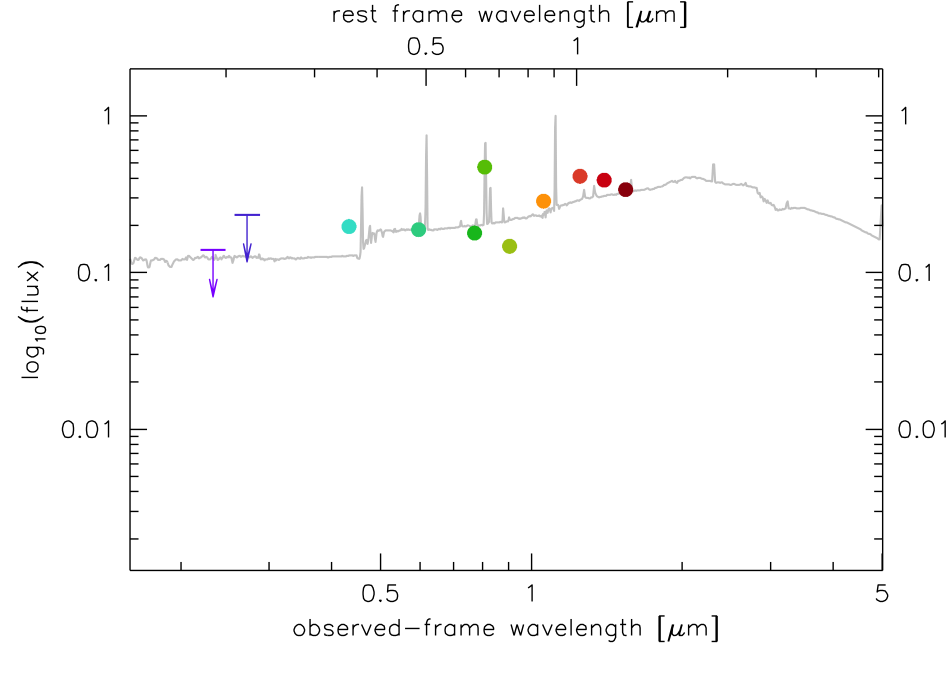 rest frame wavelength [μm]
0.5 1
1 1
0.1 0.1
0.01 0.01
log10(flux)
0.5 1 5
observed-frame wavelength [μm]